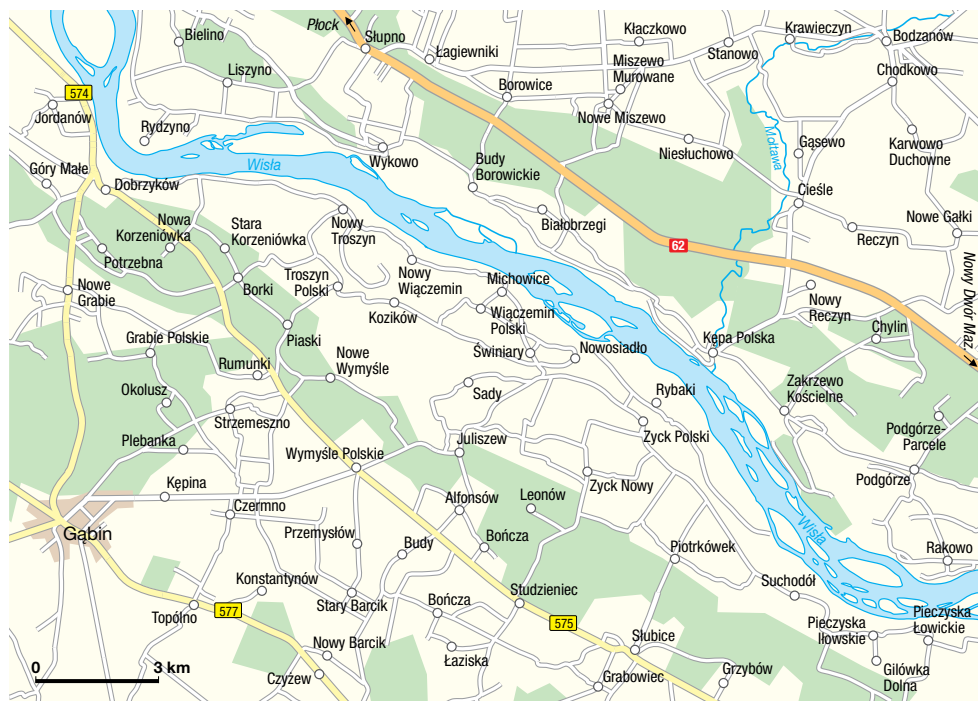 Płock
Słupno
Bielino
Łagiewniki
Kłaczkowo
Stanowo
Krawieczyn
Bodzanów
Liszyno
Miszewo
Murowane
Borowice
Chodkowo
574
Jordanów
Rydzyno
Nowe Miszewo
Mołtawa
Wykowo
Niesłuchowo
Gąsewo
Karwowo
Duchowne
Wisła
Budy
Borowickie
Góry Małe
Dobrzyków
Cieśle
Nowa
Korzeniówka
Stara
Korzeniówka
Nowy
Troszyn
Białobrzegi
Reczyn
Nowe Gałki
62
Potrzebna
Nowy
Wiączemin
Nowy Dwór Maz.
Nowe
Grabie
Borki
Troszyn
Polski
Michowice
Kozików
Wiączemin
Polski
Nowy
Reczyn
Chylin
Grabie Polskie
Piaski
Kępa Polska
Rumunki
Nowe
Wymyśle
Świniary
Nowosiadło
Okolusz
Sady
Rybaki
Zakrzewo
Kościelne
Strzemeszno
Plebanka
Juliszew
Zyck Polski
Podgórze-
Parcele
Wymyśle Polskie
Podgórze
Kępina
Zyck Nowy
Alfonsów
Leonów
Czermno
Gąbin
Przemysłów
Budy
Bończa
Piotrkówek
Wisła
Rakowo
Konstantynów
Suchodół
Topólno
577
Stary Barcik
Bończa
Studzieniec
575
Pieczyska
Iłowskie
Pieczyska
Łowickie
Nowy Barcik
Łaziska
Słubice
Czyżew
Grabowiec
Grzybów
Gilówka
Dolna
0
3 km